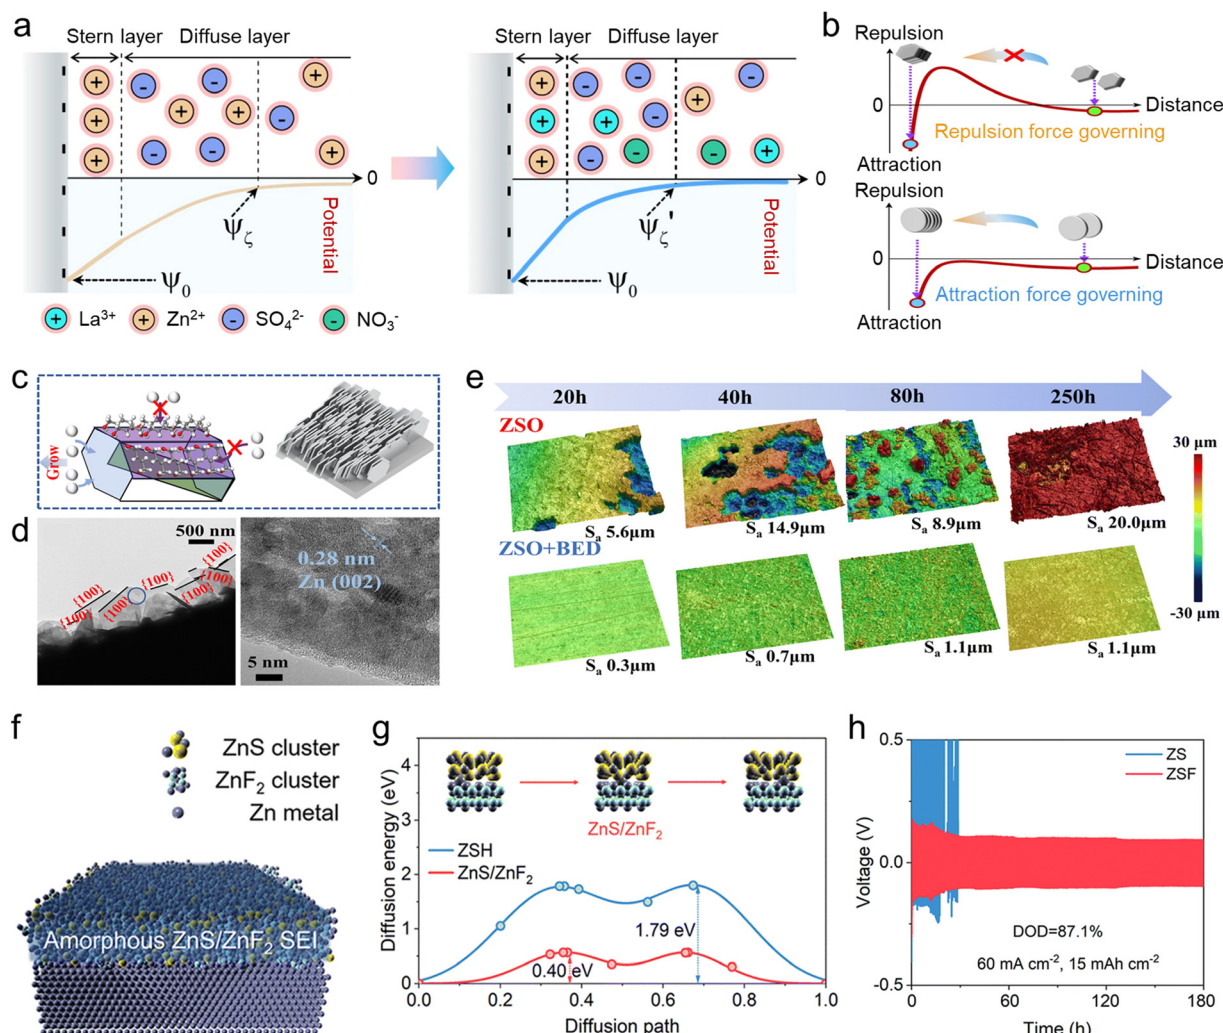 a
Stern layer
Diffuse layer
Stern layer
Diffuse layer
0
0
Potential
Potential
ψζ
ψζ'
ψ0
ψ0
La³⁺
Zn²⁺
SO₄²⁻
NO₃⁻
b
Repulsion
0
Distance
Repulsion force governing
Attraction
Repulsion
0
Distance
Attraction force governing
Attraction
c
Grow
d
500 nm
{100}
{100}
{100}
{100}
{100}
{100}
{100}
{100}
0.28 nm
Zn (002)
5 nm
e
20h
40h
80h
250h
ZSO
Sa 5.6μm
Sa 14.9μm
Sa 8.9μm
Sa 20.0μm
ZSO+BED
Sa 0.3μm
Sa 0.7μm
Sa 1.1μm
Sa 1.1μm
30 μm
-30 μm
f
ZnS cluster
ZnF₂ cluster
Zn metal
Amorphous ZnS/ZnF₂ SEI
g
Diffusion energy (eV)
4
3
2
1
0
ZnS/ZnF₂
ZSH
ZnS/ZnF₂
1.79 eV
0.40 eV
0.0
0.2
0.4
0.6
0.8
1.0
Diffusion path
h
Voltage (V)
0.5
0.0
-0.5
ZS
ZSF
DOD=87.1%
60 mA cm⁻², 15 mAh cm⁻²
0
60
120
180
Time (h)